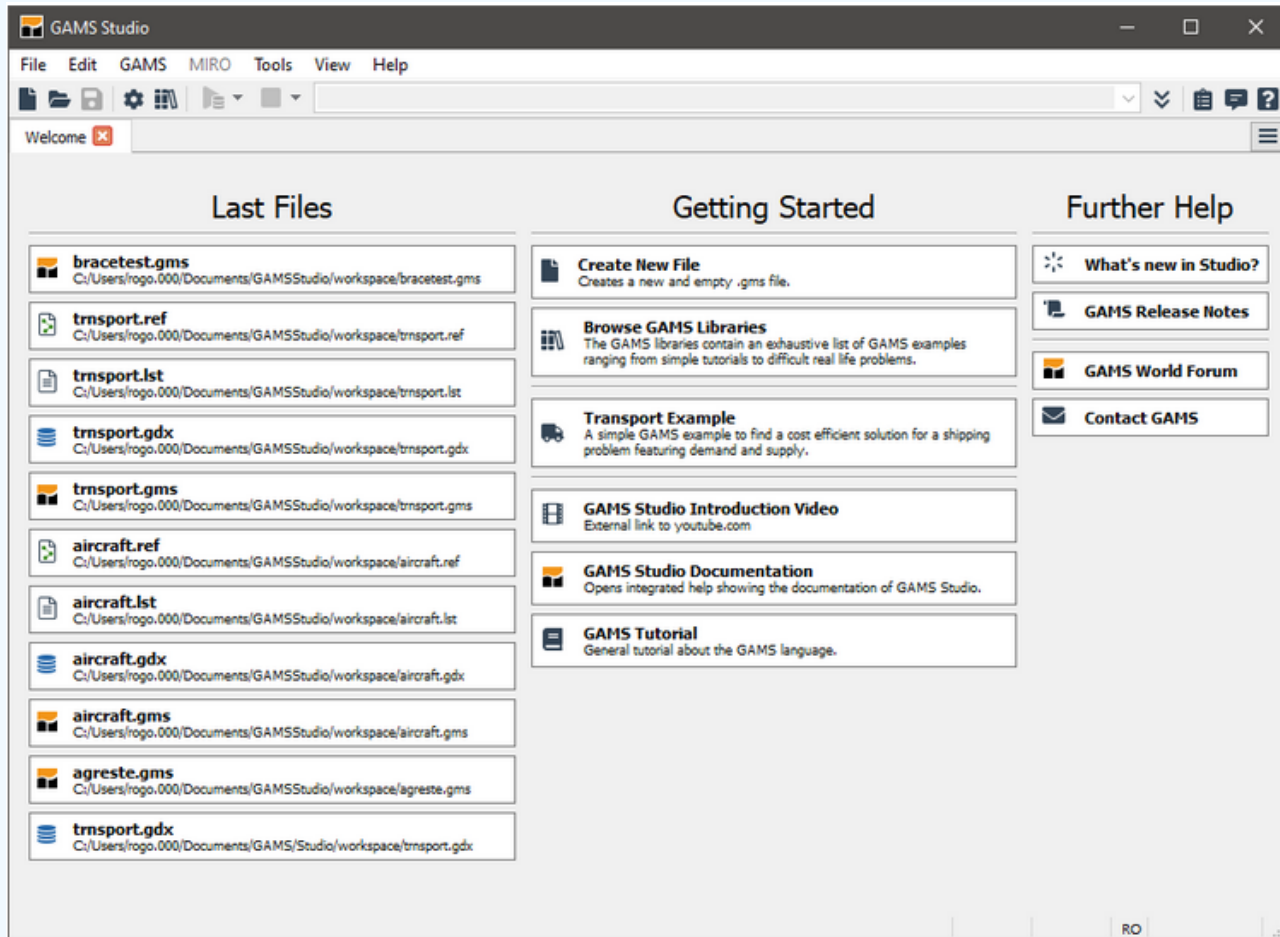 GAMS Studio
File Edit GAMS MIRO Tools View Help
Welcome
Last Files
bracetest.gms
C:/Users/rogo.000/Documents/GAMSStudio/workspace/bracetest.gms
trnsport.ref
C:/Users/rogo.000/Documents/GAMSStudio/workspace/trnsport.ref
trnsport.lst
C:/Users/rogo.000/Documents/GAMSStudio/workspace/trnsport.lst
trnsport.gdx
C:/Users/rogo.000/Documents/GAMSStudio/workspace/trnsport.gdx
trnsport.gms
C:/Users/rogo.000/Documents/GAMSStudio/workspace/trnsport.gms
aircraft.ref
C:/Users/rogo.000/Documents/GAMSStudio/workspace/aircraft.ref
aircraft.lst
C:/Users/rogo.000/Documents/GAMSStudio/workspace/aircraft.lst
aircraft.gdx
C:/Users/rogo.000/Documents/GAMSStudio/workspace/aircraft.gdx
aircraft.gms
C:/Users/rogo.000/Documents/GAMSStudio/workspace/aircraft.gms
agreste.gms
C:/Users/rogo.000/Documents/GAMSStudio/workspace/agreste.gms
trnsport.gdx
C:/Users/rogo.000/Documents/GAMS/Studio/workspace/trnsport.gdx
Getting Started
Create New File
Creates a new and empty .gms file.
Browse GAMS Libraries
The GAMS libraries contain an exhaustive list of GAMS examples
ranging from simple tutorials to difficult real life problems.
Transport Example
A simple GAMS example to find a cost efficient solution for a shipping
problem featuring demand and supply.
GAMS Studio Introduction Video
External link to youtube.com
GAMS Studio Documentation
Opens integrated help showing the documentation of GAMS Studio.
GAMS Tutorial
General tutorial about the GAMS language.
Further Help
What's new in Studio?
GAMS Release Notes
GAMS World Forum
Contact GAMS
RO